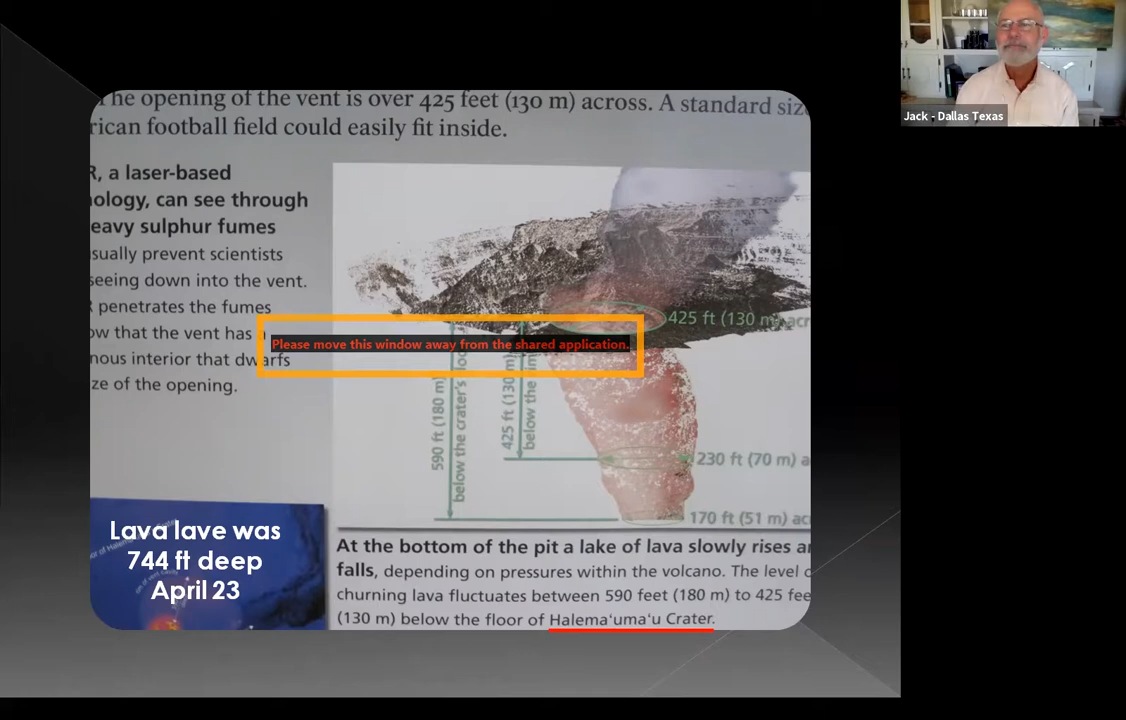 he opening of the vent is over 425 feet (130 m) across. A standard siz
rican football field could easily fit inside.
R, a laser-based
ology, can see through
eavy sulphur fumes
sually prevent scientists
seeing down into the vent.
R penetrates the fumes
ow that the vent has
nous interior that dwarfs
ze of the opening.
425 ft (130 m) acr
Please move this window away from the shared application.
590 ft (180 m)
below the crater's
425 ft (130 m)
below the
230 ft (70 m) a
170 ft (51 m) acr
Lava lave was
744 ft deep
April 23
At the bottom of the pit a lake of lava slowly rises a
falls, depending on pressures within the volcano. The level
churning lava fluctuates between 590 feet (180 m) to 425 fee
(130 m) below the floor of Halemaʻumaʻu Crater.
Jack - Dallas Texas